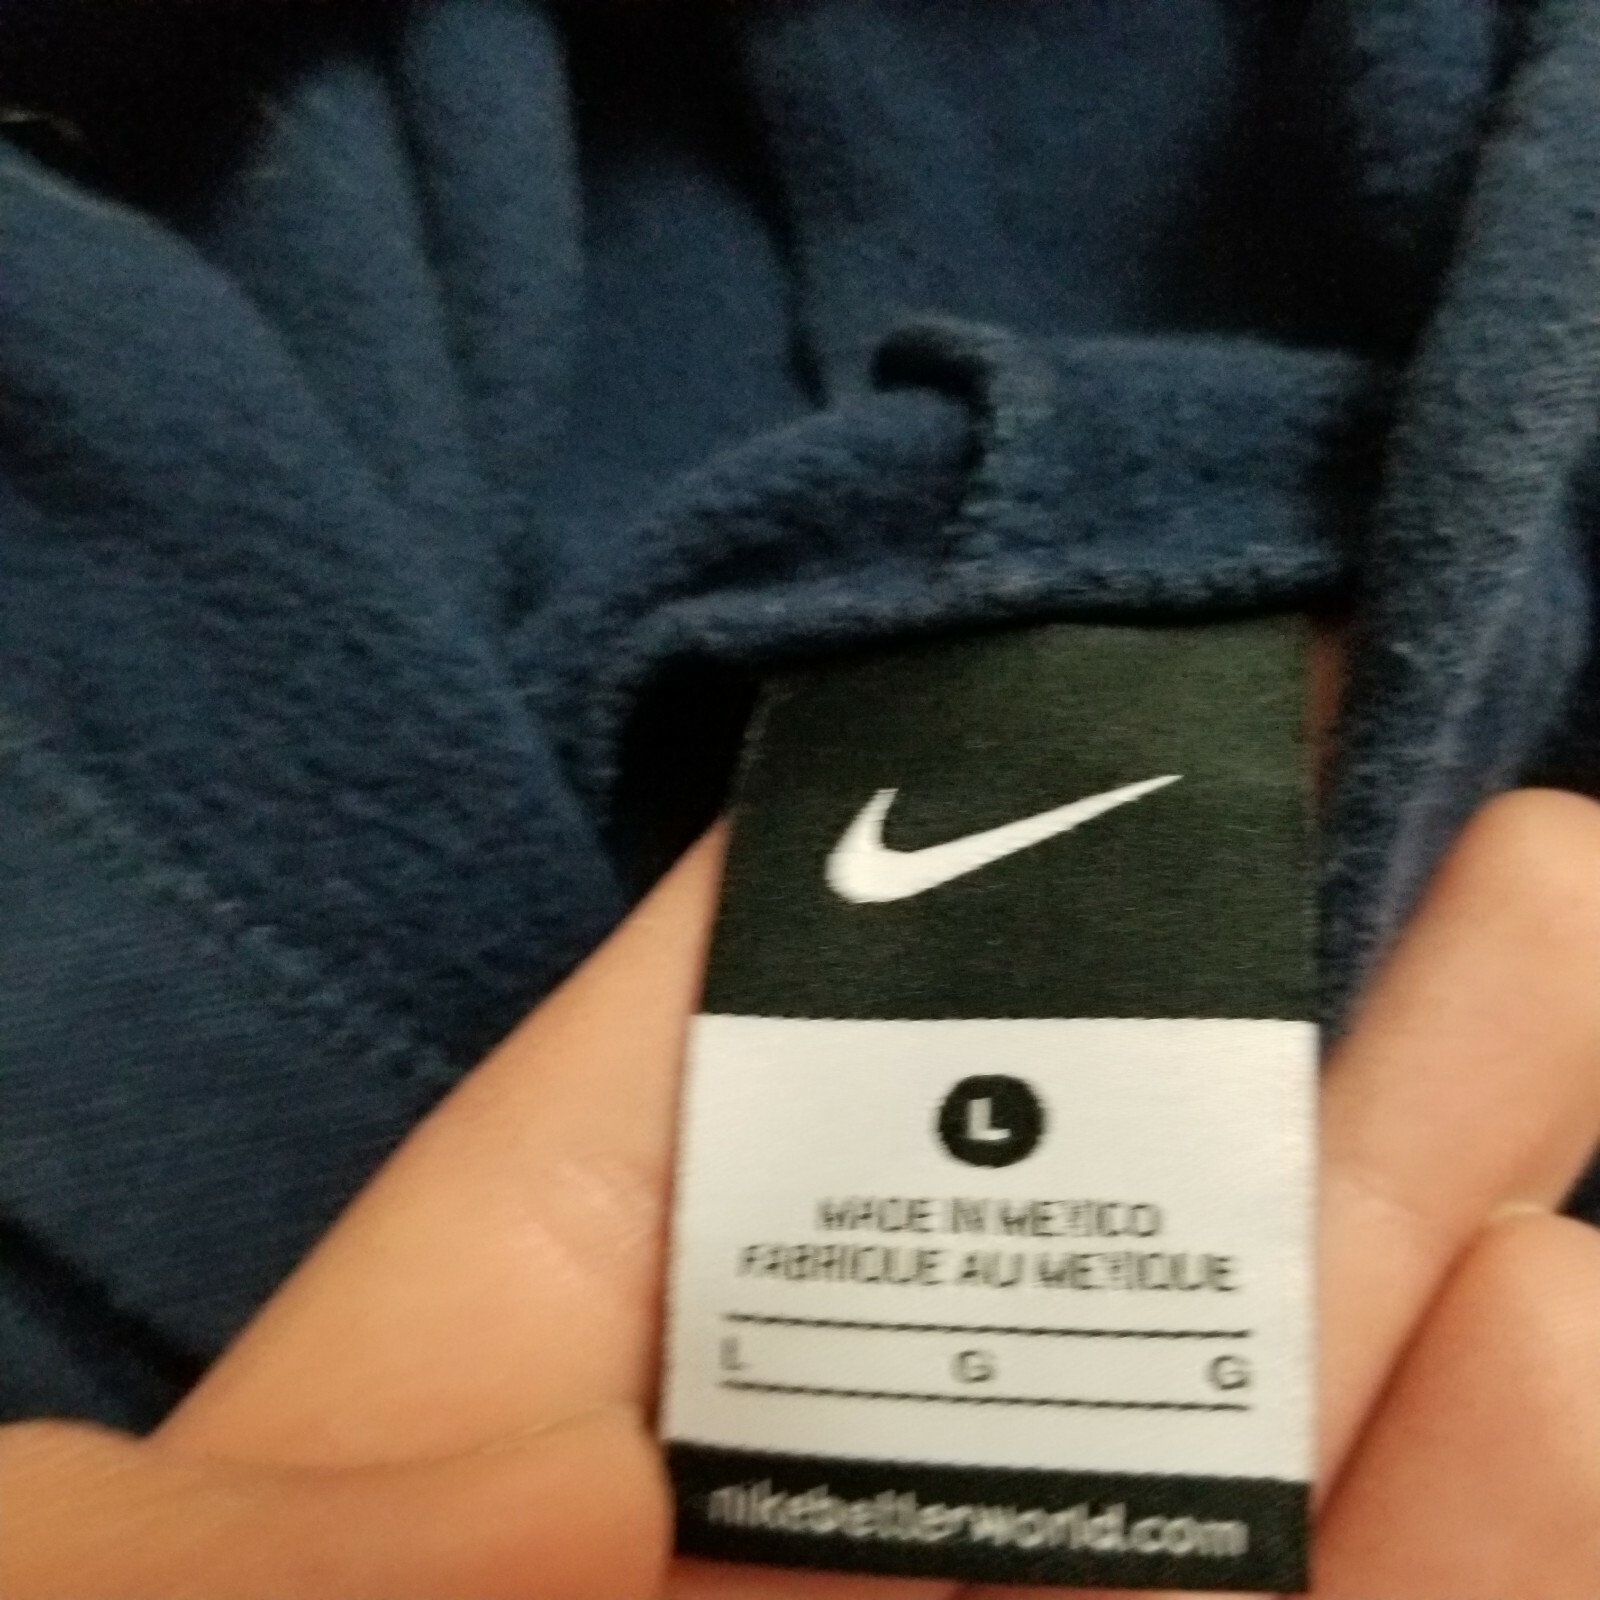 L
MADE IN MEXICO
FABRIQUE AU MEXIQUE
L G G
nikebetterworld.com